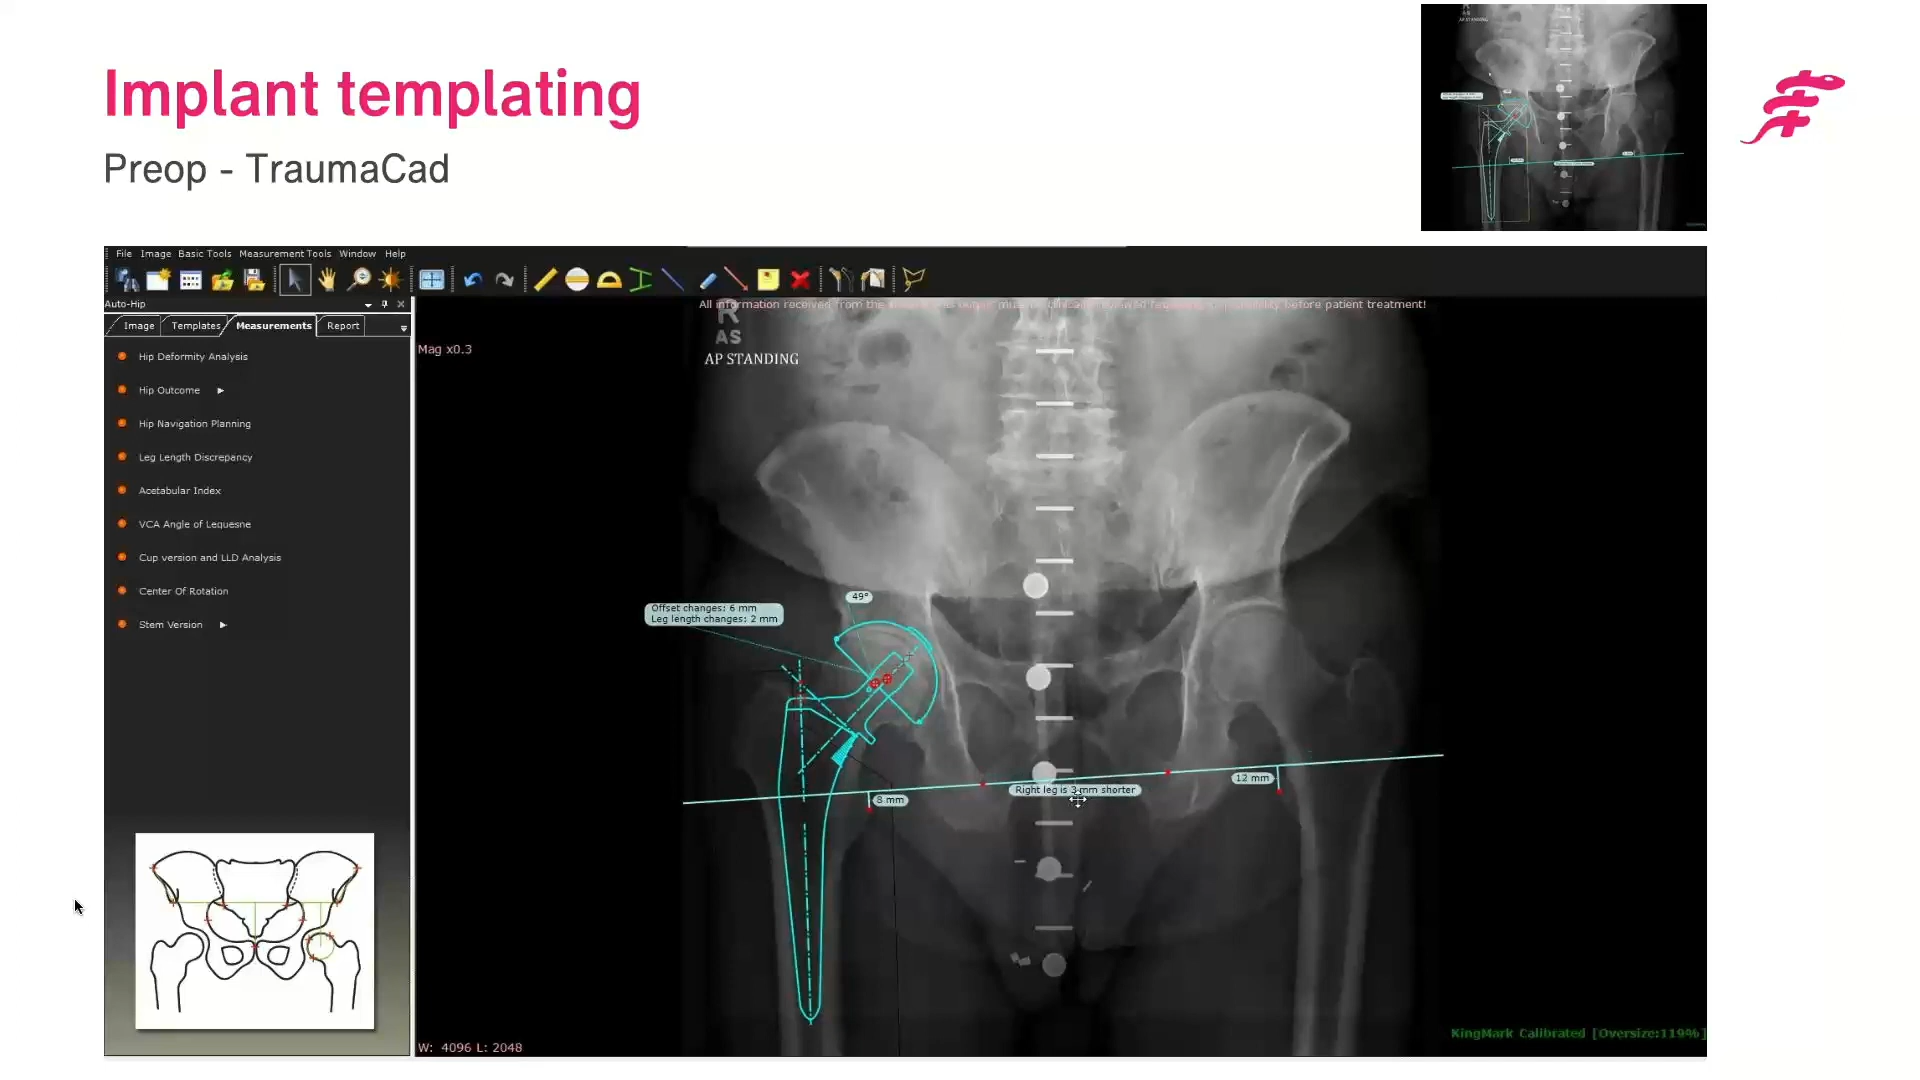 Implant templating
Preop - TraumaCad
File Image Basic Tools Measurement Tools Window Help
Auto-Hip
Image Templates Measurements Report
Hip Deformity Analysis
Hip Outcome
Hip Navigation Planning
Leg Length Discrepancy
Acetabular Index
VCA Angle of Lequesne
Cup version and LLD Analysis
Center Of Rotation
Stem Version
All information received from the
before patient treatment!
R
AS
AP STANDING
Mag x0.3
49°
Offset changes: 6 mm
Leg length changes: 2 mm
12 mm
Right leg is 3 mm shorter
8 mm
KingMark Calibrated [Oversize:119%]
W: 4096 L: 2048